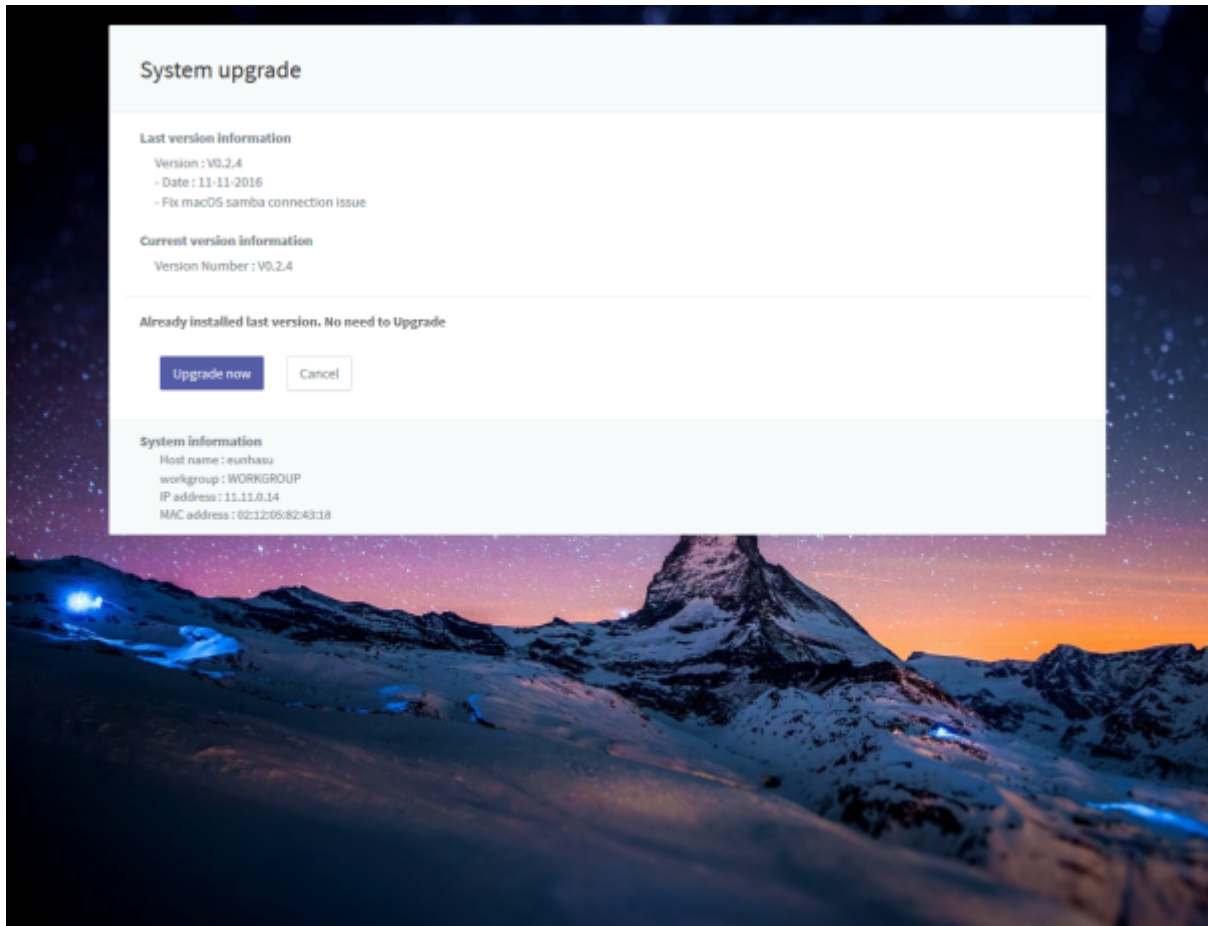 System upgrade
Last version information
Version : V0.2.4
- Date : 11-11-2016
- Fix macOS samba connection issue
Current version information
Version Number : V0.2.4
Already installed last version. No need to Upgrade
Upgrade now Cancel
System information
Host name : eunhasu
workgroup : WORKGROUP
IP address : 11.11.0.14
MAC address : 02:12:05:82:43:18